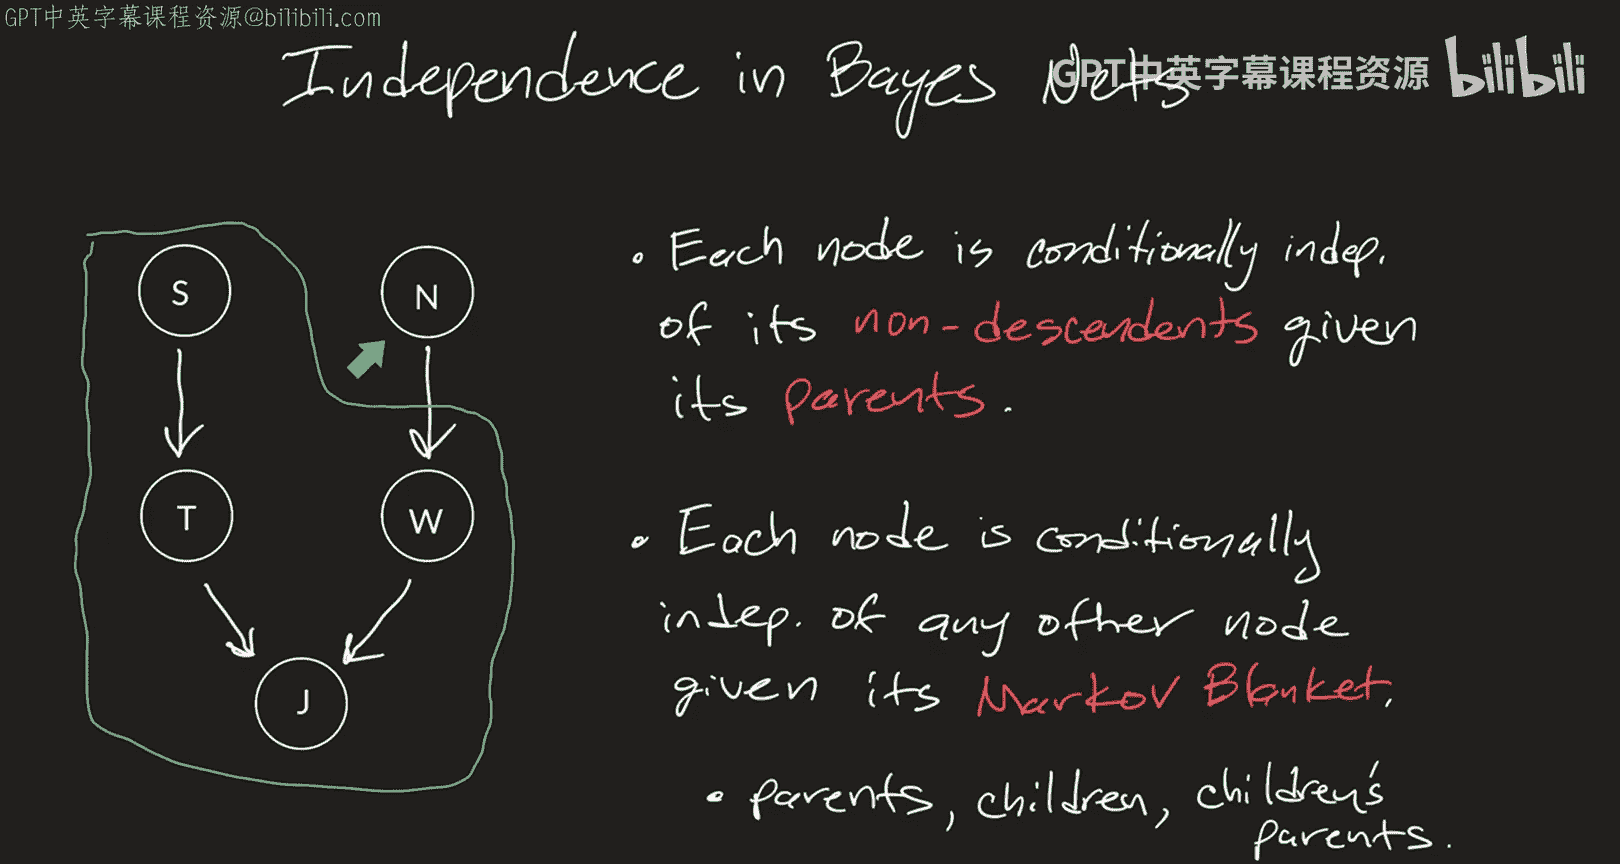 GPT中英字幕课程资源@bilibili.com
Independence in Bayes Nets
GPT中英字幕课程资源 bilibili
S
N
T
W
J
• Each node is conditionally indep.
of its non-descendents given
its parents.
• Each node is conditionally
indep. of any other node
given its Markov Blanket.
• parents, children, children's
parents.